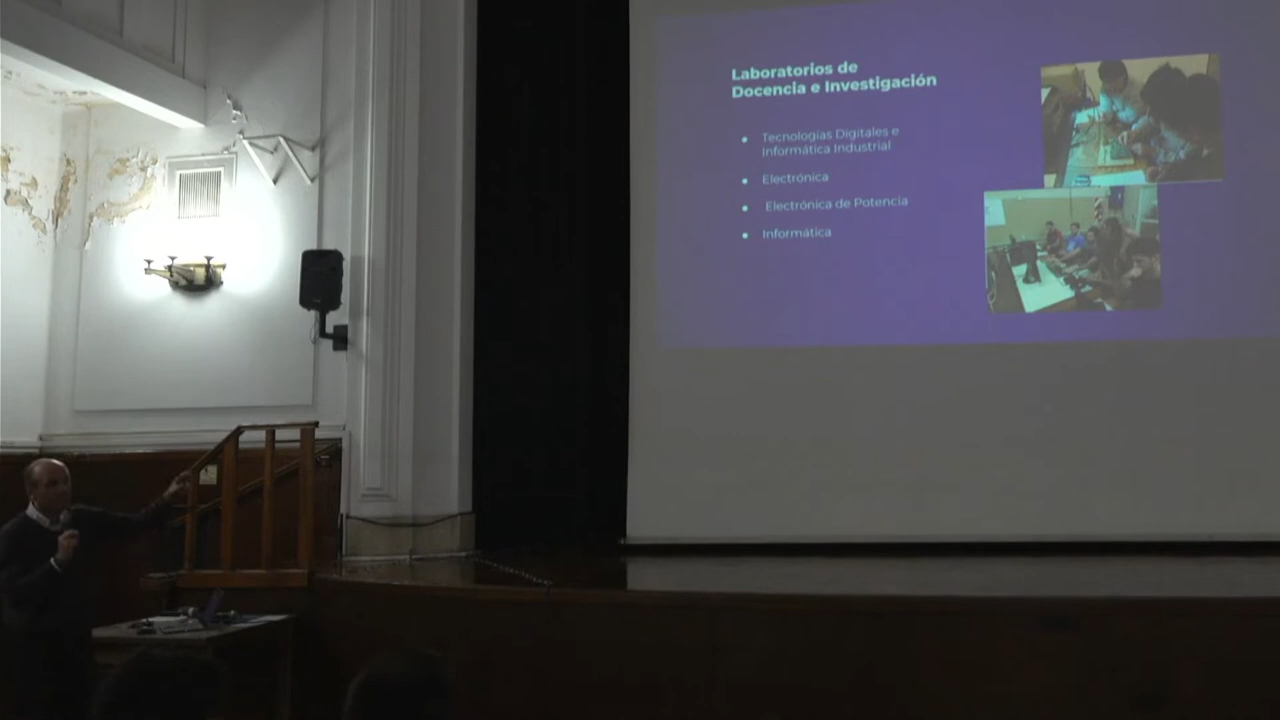 Laboratorios de
Docencia e Investigación
Tecnologías Digitales e
Informática Industrial
Electrónica
Electrónica de Potencia
Informática